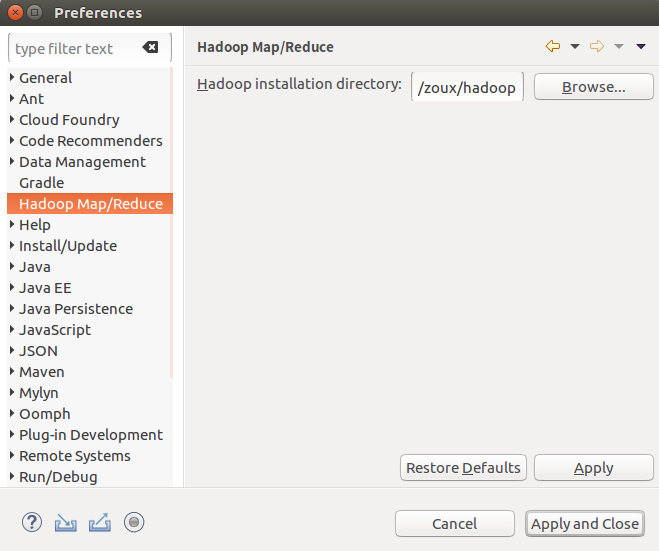 Preferences
type filter text
Hadoop Map/Reduce
General
Ant
Cloud Foundry
Code Recommenders
Data Management
Gradle
Hadoop Map/Reduce
Help
Install/Update
Java
Java EE
Java Persistence
JavaScript
JSON
Maven
Mylyn
Oomph
Plug-in Development
Remote Systems
Run/Debug
Hadoop installation directory: /zoux/hadoop Browse...
Restore Defaults Apply
Cancel Apply and Close